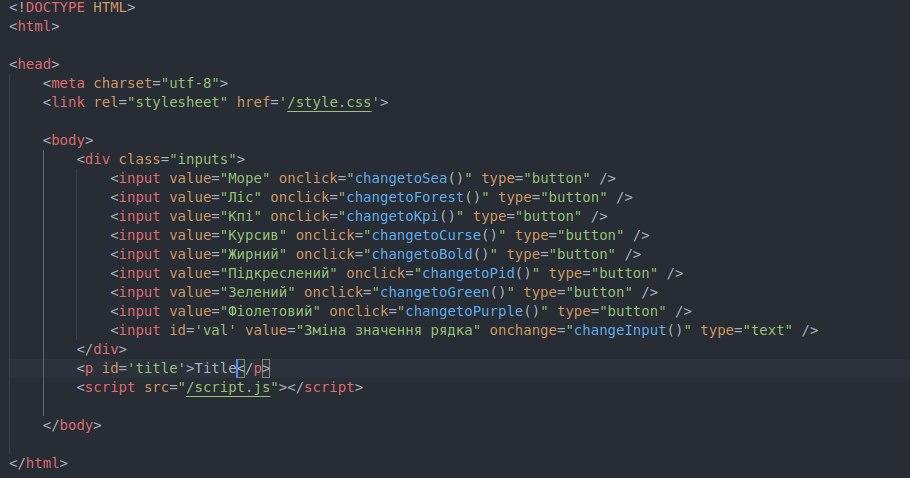 <!DOCTYPE HTML>
<html>
<head>
<meta charset="utf-8">
<link rel="stylesheet" href='/style.css'>
<body>
<div class="inputs">
<input value="Море" onclick="changetoSea()" type="button" />
<input value="Ліс" onclick="changetoForest()" type="button" />
<input value="Кпі" onclick="changetoKpi()" type="button" />
<input value="Курсив" onclick="changetoCurse()" type="button" />
<input value="Жирний" onclick="changetoBold()" type="button" />
<input value="Підкреслений" onclick="changetoPid()" type="button" />
<input value="Зелений" onclick="changetoGreen()" type="button" />
<input value="Фіолетовий" onclick="changetoPurple()" type="button" />
<input id='val' value="Зміна значення рядка" onchange="changeInput()" type="text" />
</div>
<p id='title'>Title</p>
<script src="/script.js"></script>
</body>
</html>